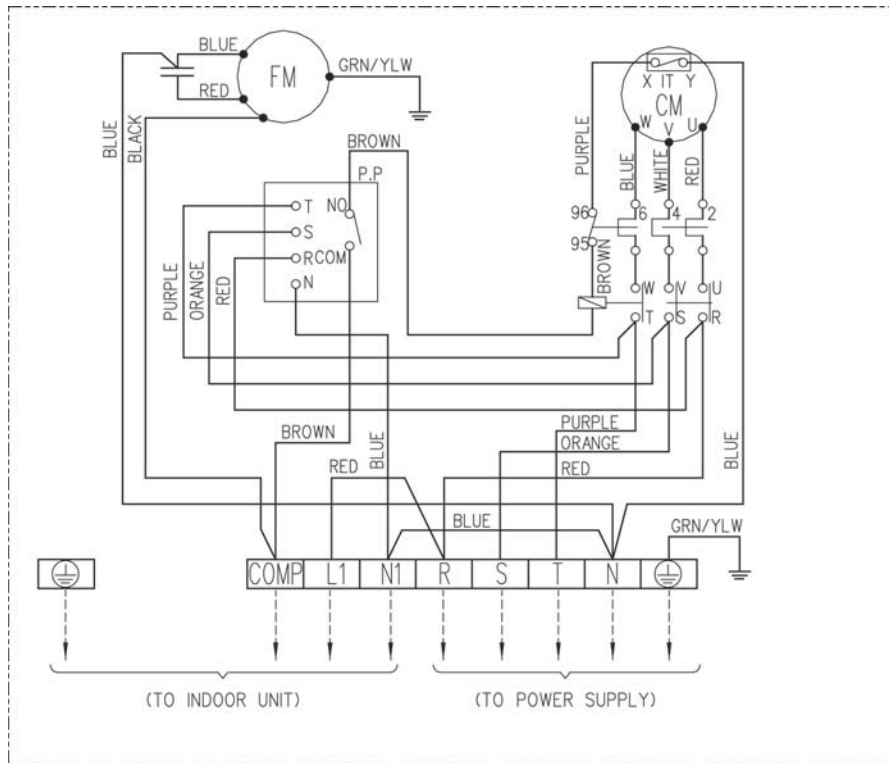 BLUE
FM
GRN/YLW
RED
X IT Y
CM
W V U
BLUE
BLACK
BROWN
PURPLE
BLUE
WHITE
RED
P.P
T NO
S
R COM
N
96 6 4 2
95
BROWN
PURPLE
ORANGE
RED
W V U
T S R
PURPLE
BROWN
ORANGE
BLUE
RED
RED
BLUE
BLUE
GRN/YLW
COMP L1 N1 R S T N
(TO INDOOR UNIT) (TO POWER SUPPLY)